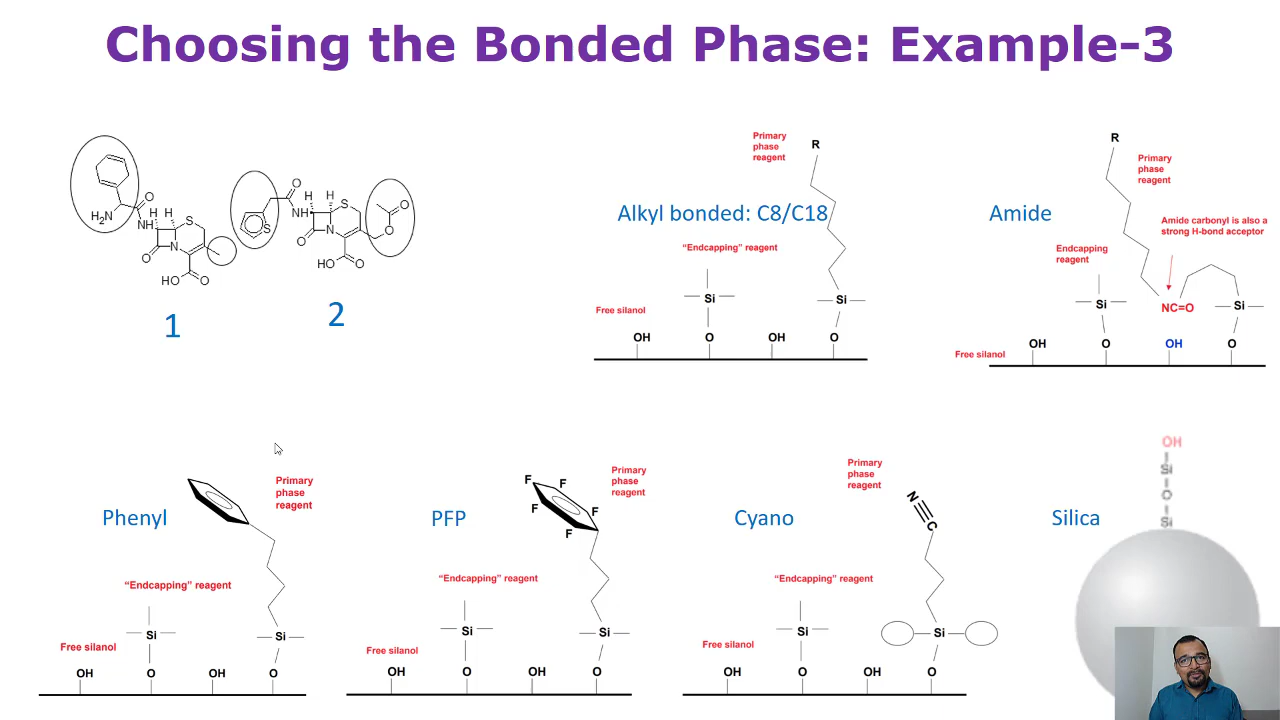 Choosing the Bonded Phase: Example-3
H₂N
O
NH
H
H
S
N
O
HO
O
1
S
O
NH
H
H
S
N
O
HO
O
O
O
2
Primary
phase
reagent
R
Alkyl bonded: C8/C18
"Endcapping" reagent
Si
Si
Free silanol
OH
O
OH
O
R
Primary
phase
reagent
Amide
Amide carbonyl is also a
strong H-bond acceptor
Endcapping
reagent
Si
NC=O
Si
Free silanol
OH
O
OH
O
Primary
phase
reagent
Phenyl
"Endcapping" reagent
Si
Si
Free silanol
OH
O
OH
O
F
F
F
F
F
Primary
phase
reagent
PFP
"Endcapping" reagent
Si
Si
Free silanol
OH
O
OH
O
Primary
phase
reagent
N
C
Cyano
"Endcapping" reagent
Si
Si
Free silanol
OH
O
OH
O
OH
Si
O
Si
Silica